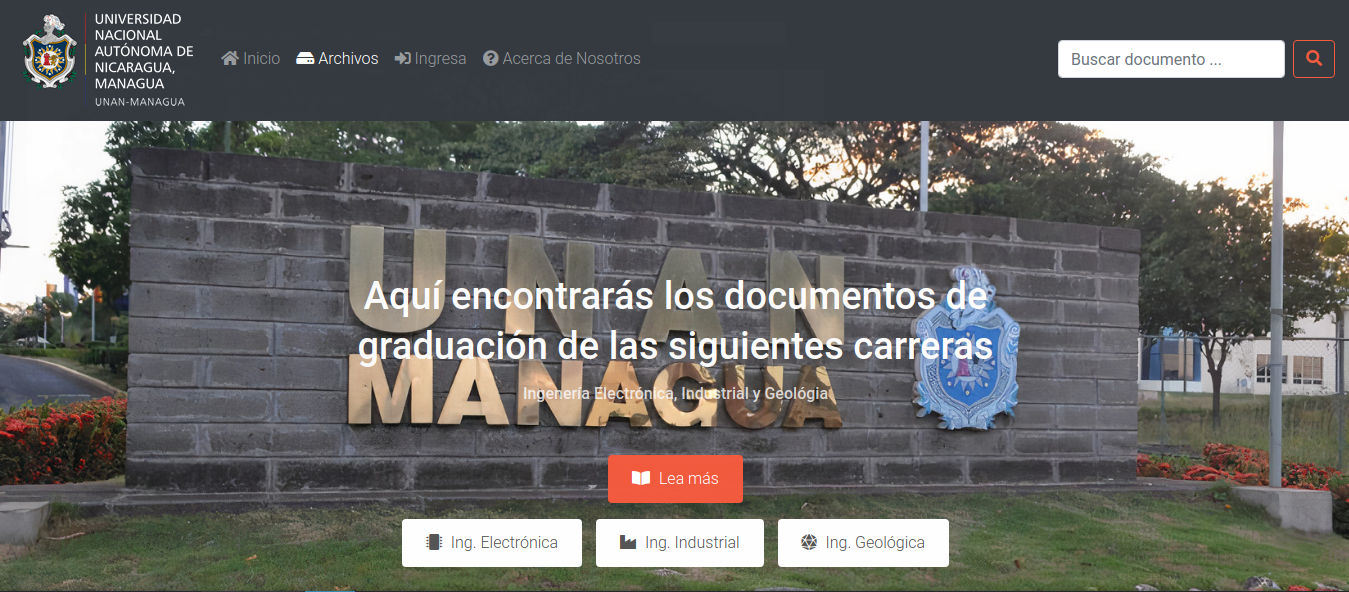 UNIVERSIDAD
NACIONAL
AUTÓNOMA DE
NICARAGUA,
MANAGUA
UNAN-MANAGUA
Inicio
Archivos
Ingresa
Acerca de Nosotros
Buscar documento ...
UNAN
MANAGUA
Aquí encontrarás los documentos de
graduación de las siguientes carreras
Ingenería Electrónica, Industrial y Geológia
Lea más
Ing. Electrónica
Ing. Industrial
Ing. Geológica